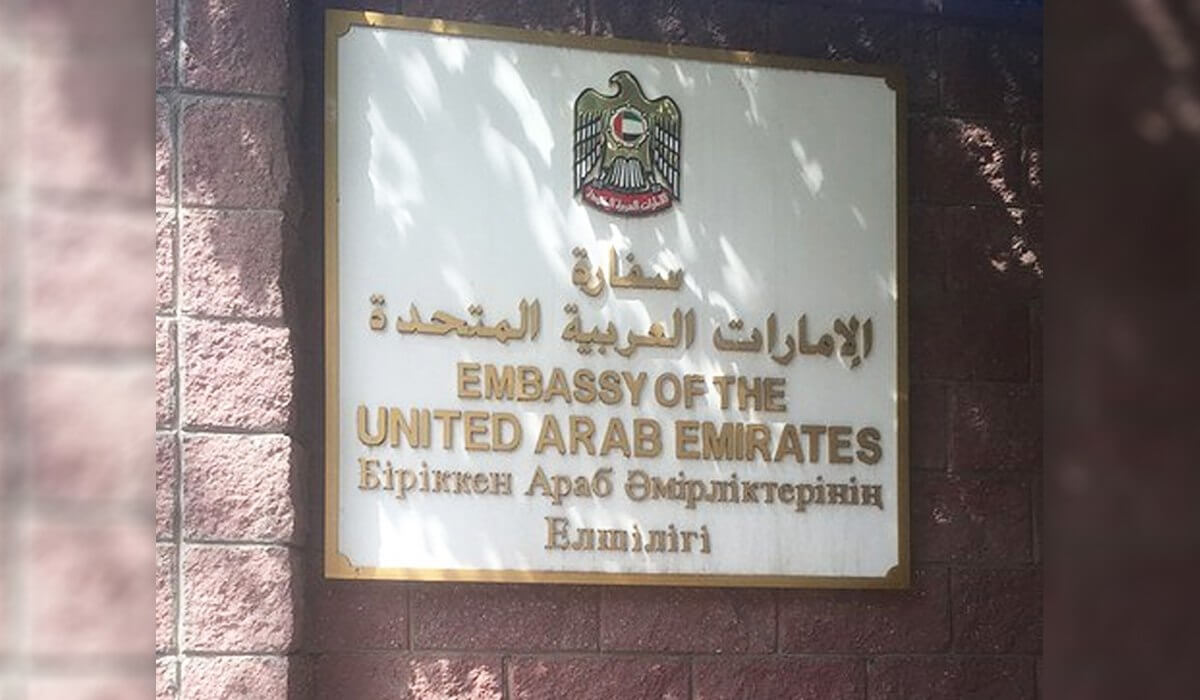 سفارة
الإمارات العربية المتحدة
EMBASSY OF THE
UNITED ARAB EMIRATES
Біріккен Араб Әмірліктерінің
Елшілігі